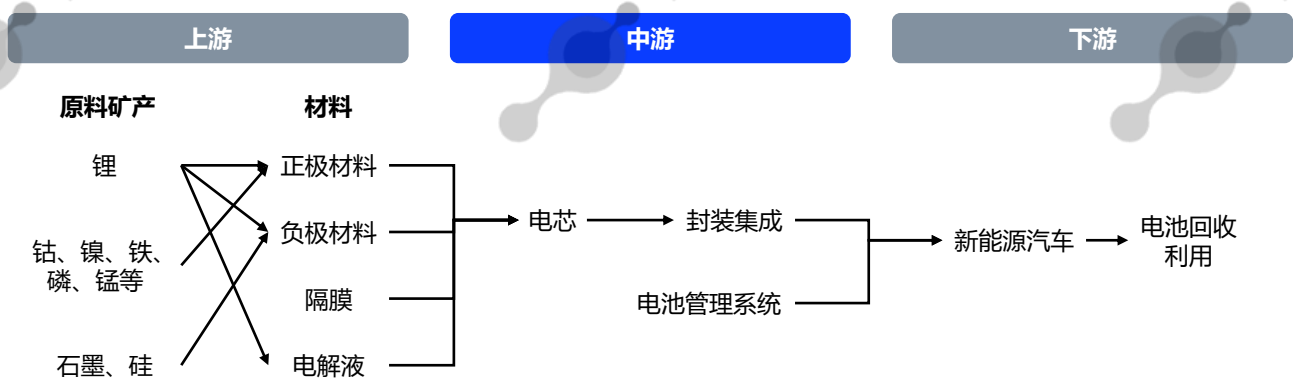 上游
中游
下游
原料矿产
材料
锂
正极材料
负极材料
钴、镍、铁、
磷、锰等
隔膜
石墨、硅
电解液
电芯
封装集成
电池管理系统
新能源汽车
电池回收
利用